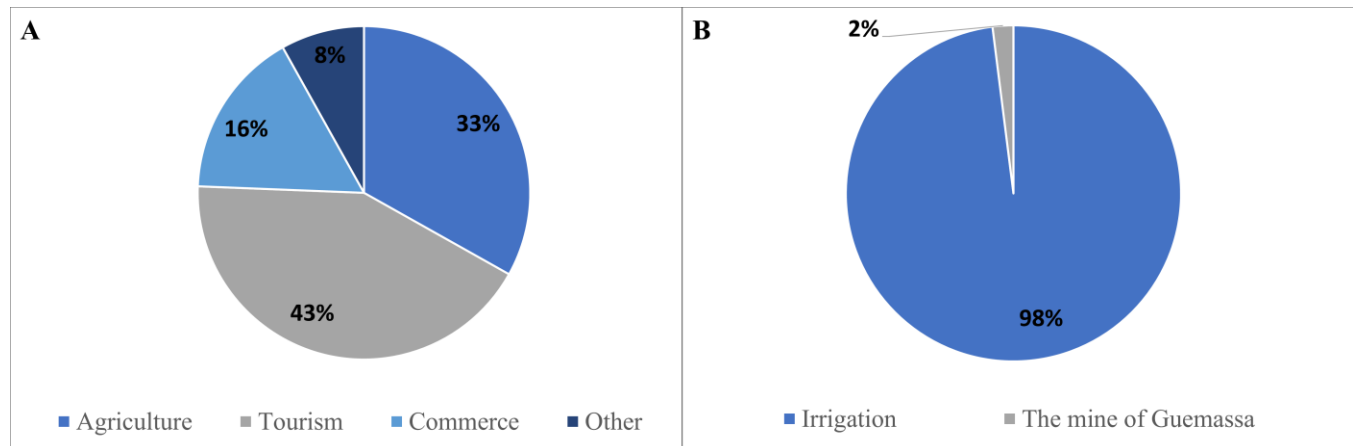 A
8%
33%
16%
43%
Agriculture Tourism Commerce Other
B
2%
98%
Irrigation The mine of Guemassa